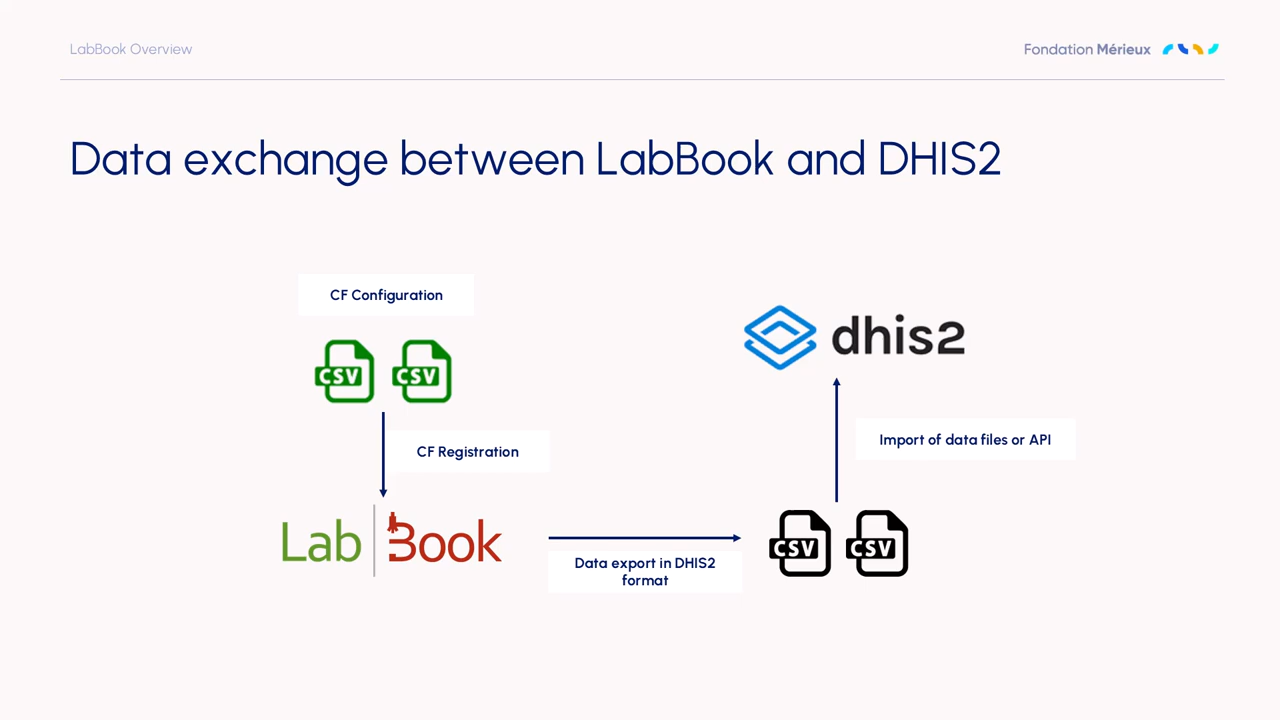 LabBook Overview
Fondation Mérieux
Data exchange between LabBook and DHIS2
CF Configuration
CSV CSV
CF Registration
Lab Book
Data export in DHIS2
format
CSV CSV
Import of data files or API
dhis2